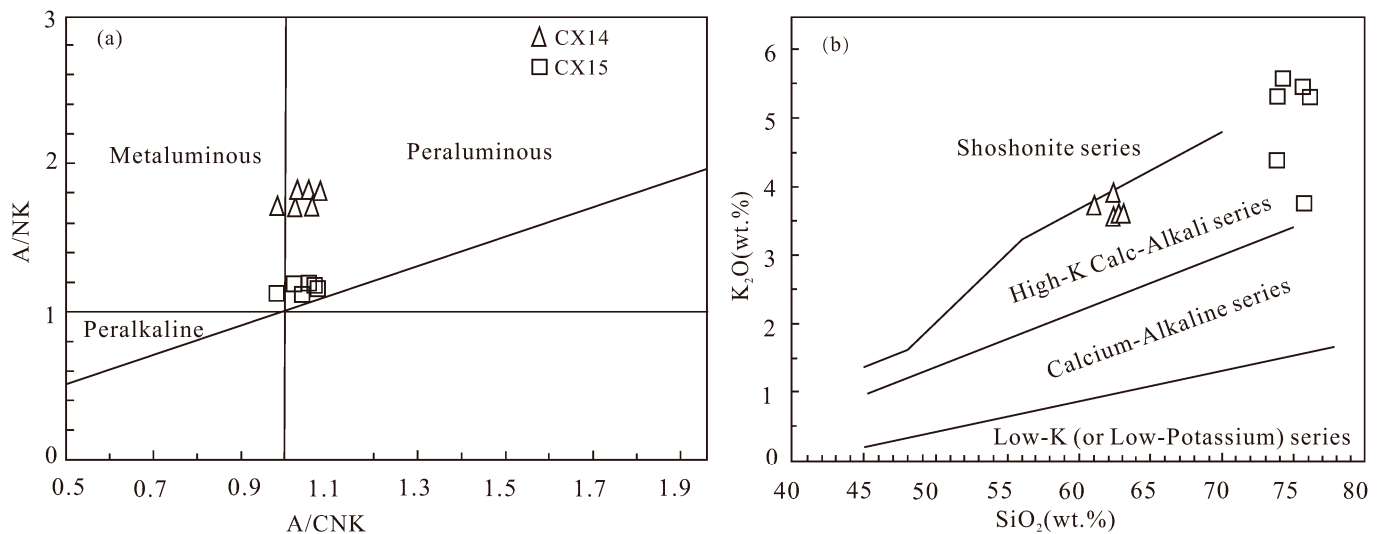 3
(a)
CX14
CX15
Metaluminous
Peraluminous
2
A/NK
1
Peralkaline
0
0.5 0.7 0.9 1.1 1.3 1.5 1.7 1.9
A/CNK
(b)
6
5
Shoshonite series
4
K₂O(wt.%)
High-K Calc-Alkali series
3
Calcium-Alkaline series
2
1
Low-K (or Low-Potassium) series
0
40 45 50 55 60 65 70 75 80
SiO₂(wt.%)